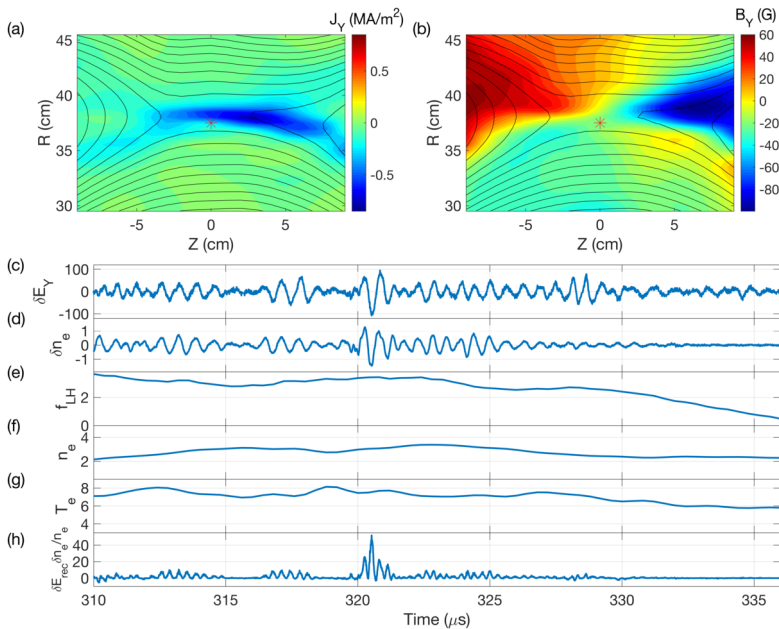 (a)
J_Y (MA/m²)
45
40
35
30
R (cm)
-5
0
5
Z (cm)
0.5
0
-0.5
(b)
B_Y (G)
45
40
35
30
R (cm)
-5
0
5
Z (cm)
60
40
20
0
-20
-40
-60
-80
(c)
δE_Y
100
0
-100
(d)
δn_e
1
0
-1
(e)
f_LH
2
0
(f)
n_e
4
2
(g)
T_e
8
6
4
(h)
δE_rec δn_e/n_e
40
20
0
310
315
320
325
330
335
Time (μs)